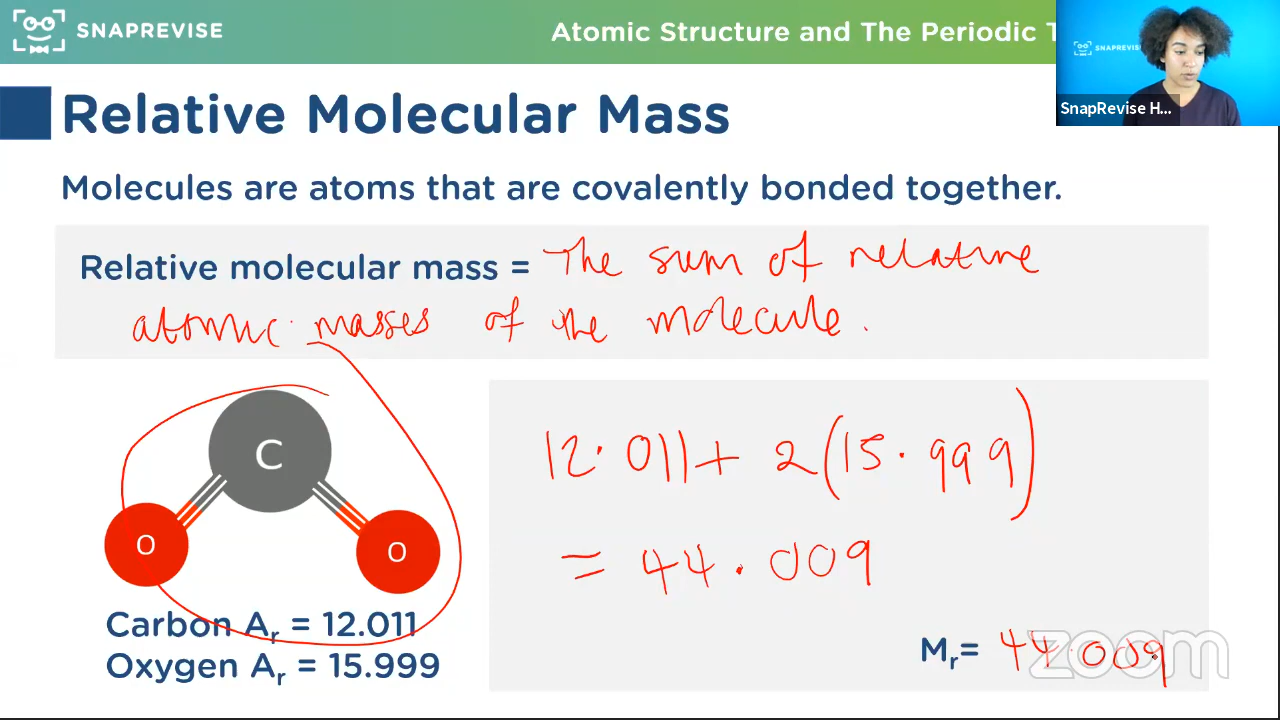 SNAPREVISE
Atomic Structure and The Periodic T
SNAPREVISE
SnapRevise H...
Relative Molecular Mass
Molecules are atoms that are covalently bonded together.
Relative molecular mass = The sum of relative
atomic masses of the molecule.
C
O
O
12.011 + 2(15.999)
= 44.009
Carbon Ar = 12.011
Oxygen Ar = 15.999
Mr= 44.009
zoom